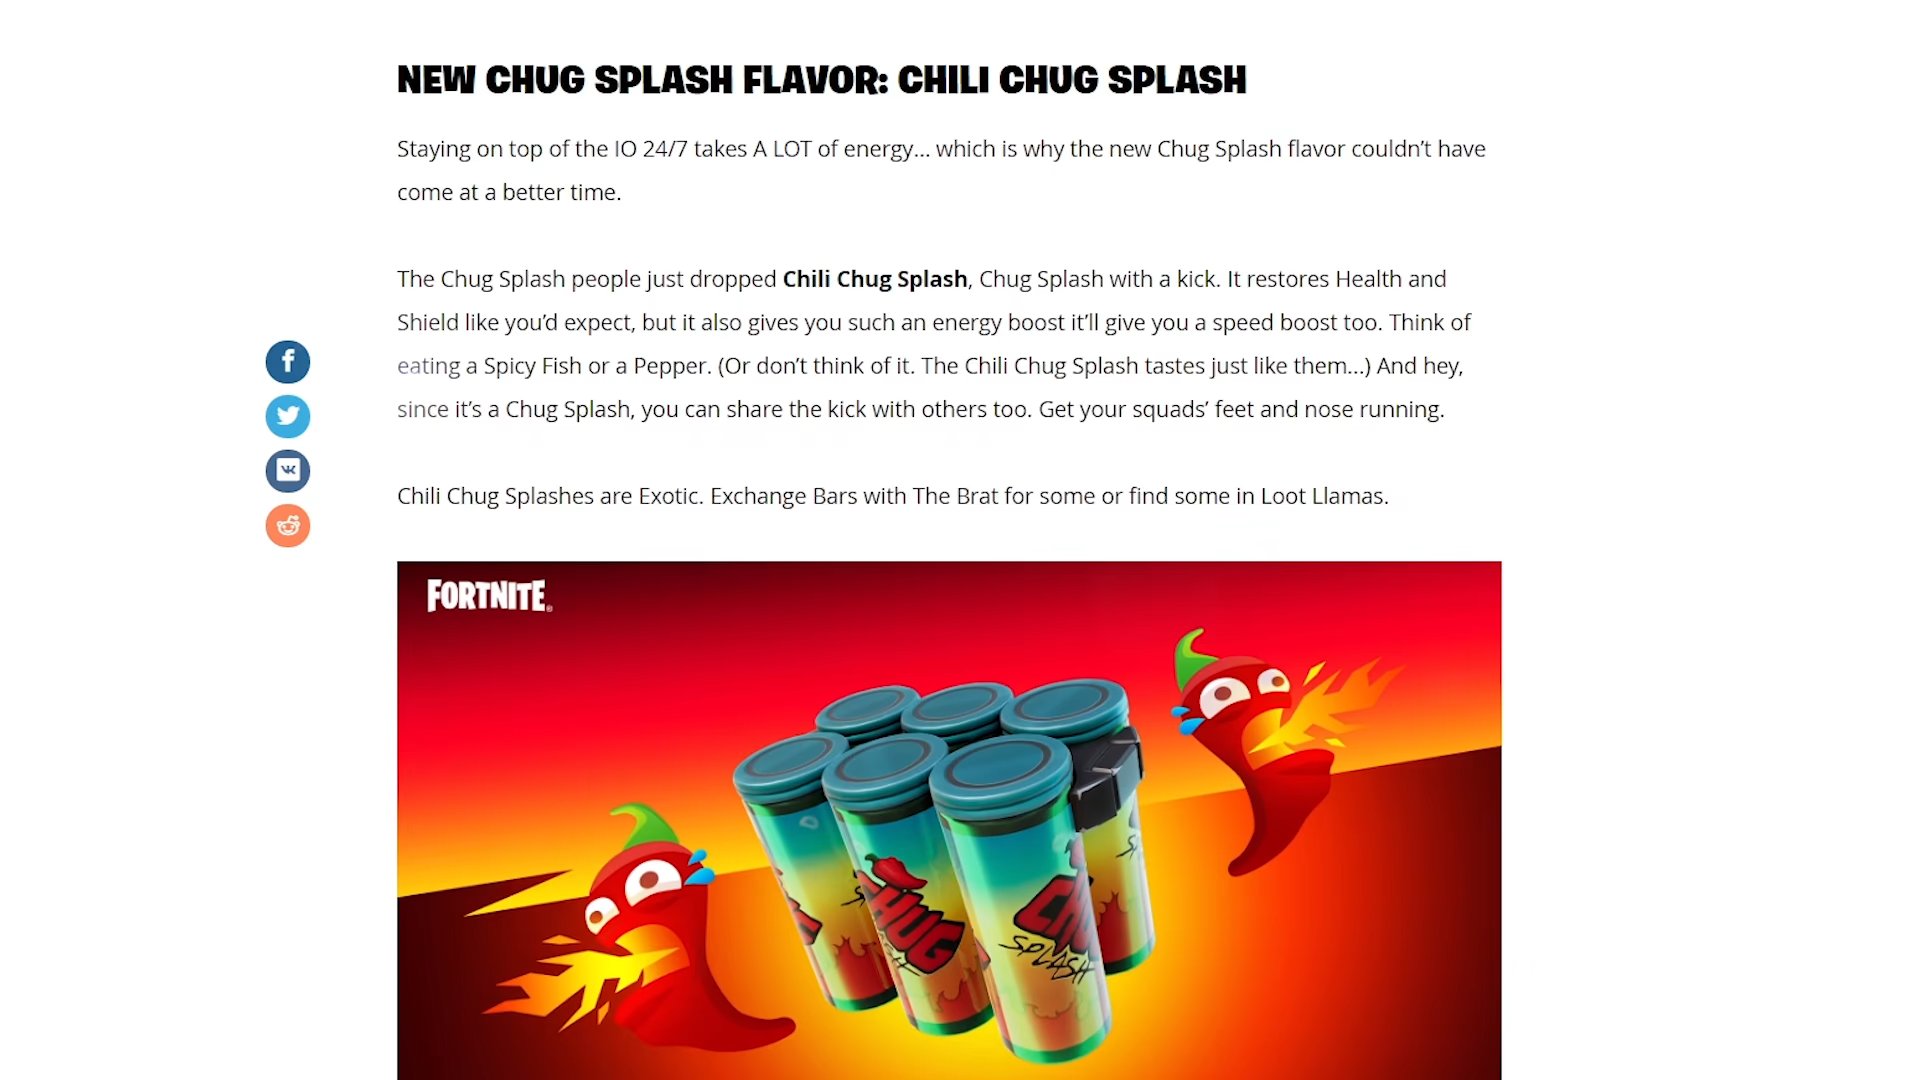 NEW CHUG SPLASH FLAVOR: CHILI CHUG SPLASH
Staying on top of the IO 24/7 takes A LOT of energy... which is why the new Chug Splash flavor couldn’t have
come at a better time.
The Chug Splash people just dropped Chili Chug Splash, Chug Splash with a kick. It restores Health and
Shield like you’d expect, but it also gives you such an energy boost it’ll give you a speed boost too. Think of
eating a Spicy Fish or a Pepper. (Or don’t think of it. The Chili Chug Splash tastes just like them...) And hey,
since it’s a Chug Splash, you can share the kick with others too. Get your squads’ feet and nose running.
Chili Chug Splashes are Exotic. Exchange Bars with The Brat for some or find some in Loot Llamas.
FORTNITE
CHUG
SPLASH